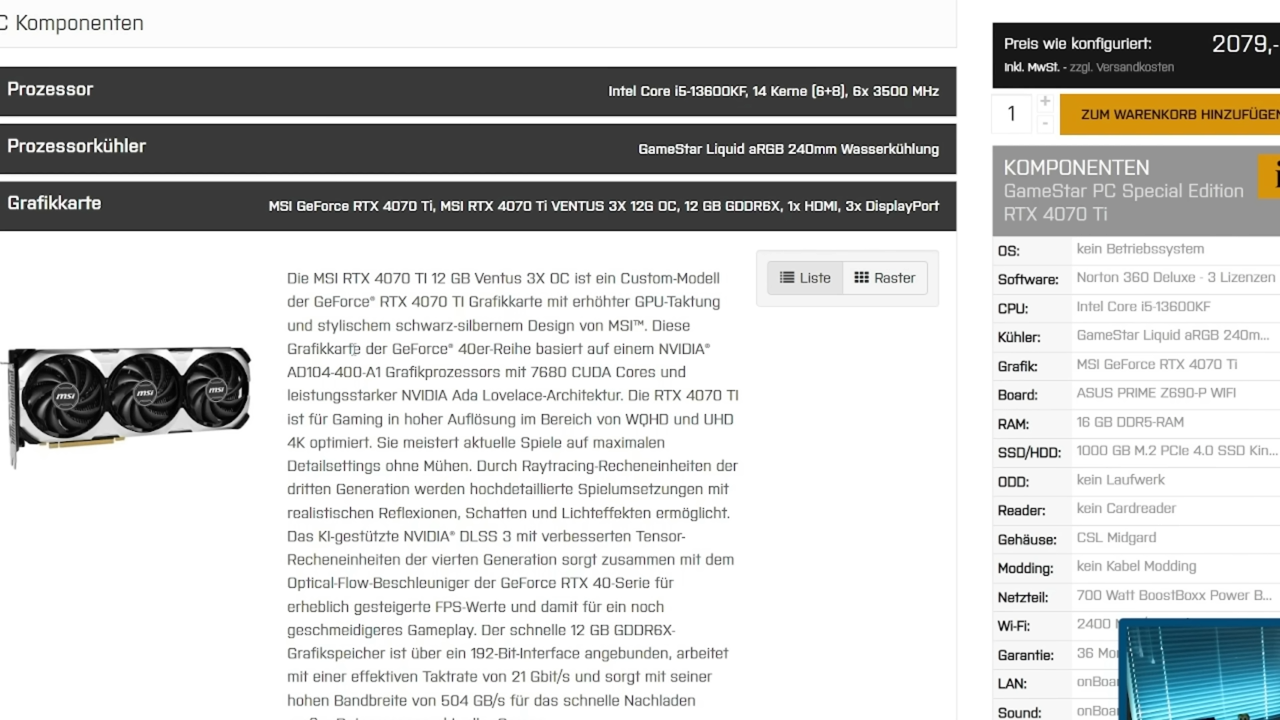 C Komponenten
Prozessor
Intel Core i5-13600KF, 14 Kerne (6+8), 6x 3500 MHz
Prozessorkühler
GameStar Liquid aRGB 240mm Wasserkühlung
Grafikkarte
MSI GeForce RTX 4070 Ti, MSI RTX 4070 Ti VENTUS 3X 12G OC, 12 GB GDDR6X, 1x HDMI, 3x DisplayPort
Die MSI RTX 4070 TI 12 GB Ventus 3X OC ist ein Custom-Modell
der GeForce® RTX 4070 TI Grafikkarte mit erhöhter GPU-Taktung
und stylischem schwarz-silbernem Design von MSI™. Diese
Grafikkarte der GeForce® 40er-Reihe basiert auf einem NVIDIA®
AD104-400-A1 Grafikprozessors mit 7680 CUDA Cores und
leistungsstarker NVIDIA Ada Lovelace-Architektur. Die RTX 4070 TI
ist für Gaming in hoher Auflösung im Bereich von WQHD und UHD
4K optimiert. Sie meistert aktuelle Spiele auf maximalen
Detailsettings ohne Mühen. Durch Raytracing-Recheneinheiten der
dritten Generation werden hochdetaillierte Spielumsetzungen mit
realistischen Reflexionen, Schatten und Lichteffekten ermöglicht.
Das KI-gestützte NVIDIA® DLSS 3 mit verbesserten Tensor-
Recheneinheiten der vierten Generation sorgt zusammen mit dem
Optical-Flow-Beschleuniger der GeForce RTX 40-Serie für
erheblich gesteigerte FPS-Werte und damit für ein noch
geschmeidigeres Gameplay. Der schnelle 12 GB GDDR6X-
Grafikspeicher ist über ein 192-Bit-Interface angebunden, arbeitet
mit einer effektiven Taktrate von 21 Gbit/s und sorgt mit seiner
hohen Bandbreite von 504 GB/s für das schnelle Nachladen
Liste
Raster
msi
msi
msi
Preis wie konfiguriert: 2079,-
Inkl. MwSt. - zzgl. Versandkosten
1
+
-
ZUM WARENKORB HINZUFÜGEN
KOMPONENTEN
GameStar PC Special Edition
RTX 4070 Ti
OS: kein Betriebssystem
Software: Norton 360 Deluxe - 3 Lizenzen
CPU: Intel Core i5-13600KF
Kühler: GameStar Liquid aRGB 240m...
Grafik: MSI GeForce RTX 4070 Ti
Board: ASUS PRIME Z690-P WIFI
RAM: 16 GB DDR5-RAM
SSD/HDD: 1000 GB M.2 PCIe 4.0 SSD Kin...
ODD: kein Laufwerk
Reader: kein Cardreader
Gehäuse: CSL Midgard
Modding: kein Kabel Modding
Netzteil: 700 Watt BoostBoxx Power B...
Wi-Fi: 2400
Garantie: 36 Mo
LAN: onBoa
Sound: onBoa